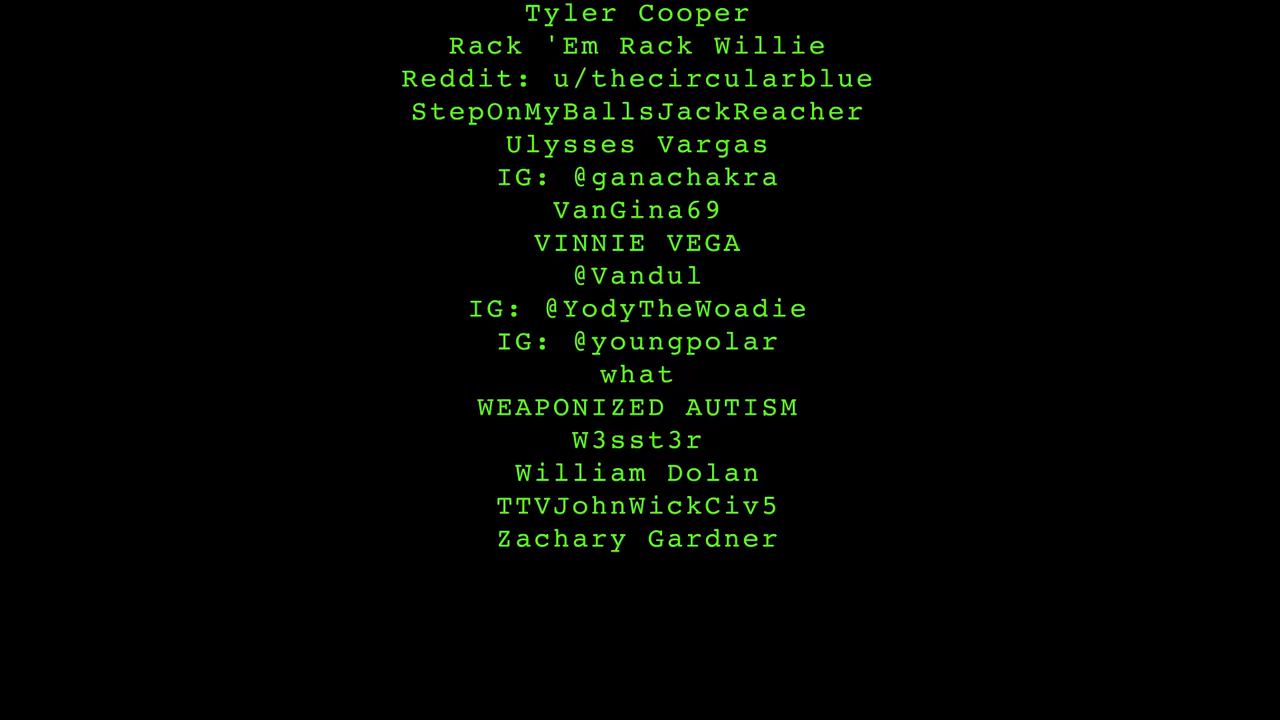 Tyler Cooper
Rack 'Em Rack Willie
Reddit: u/thecircularblue
StepOnMyBallsJackReacher
Ulysses Vargas
IG: @ganachakra
VanGina69
VINNIE VEGA
@Vandul
IG: @YodyTheWoadie
IG: @youngpolar
what
WEAPONIZED AUTISM
W3sst3r
William Dolan
TTVJohnWickCiv5
Zachary Gardner